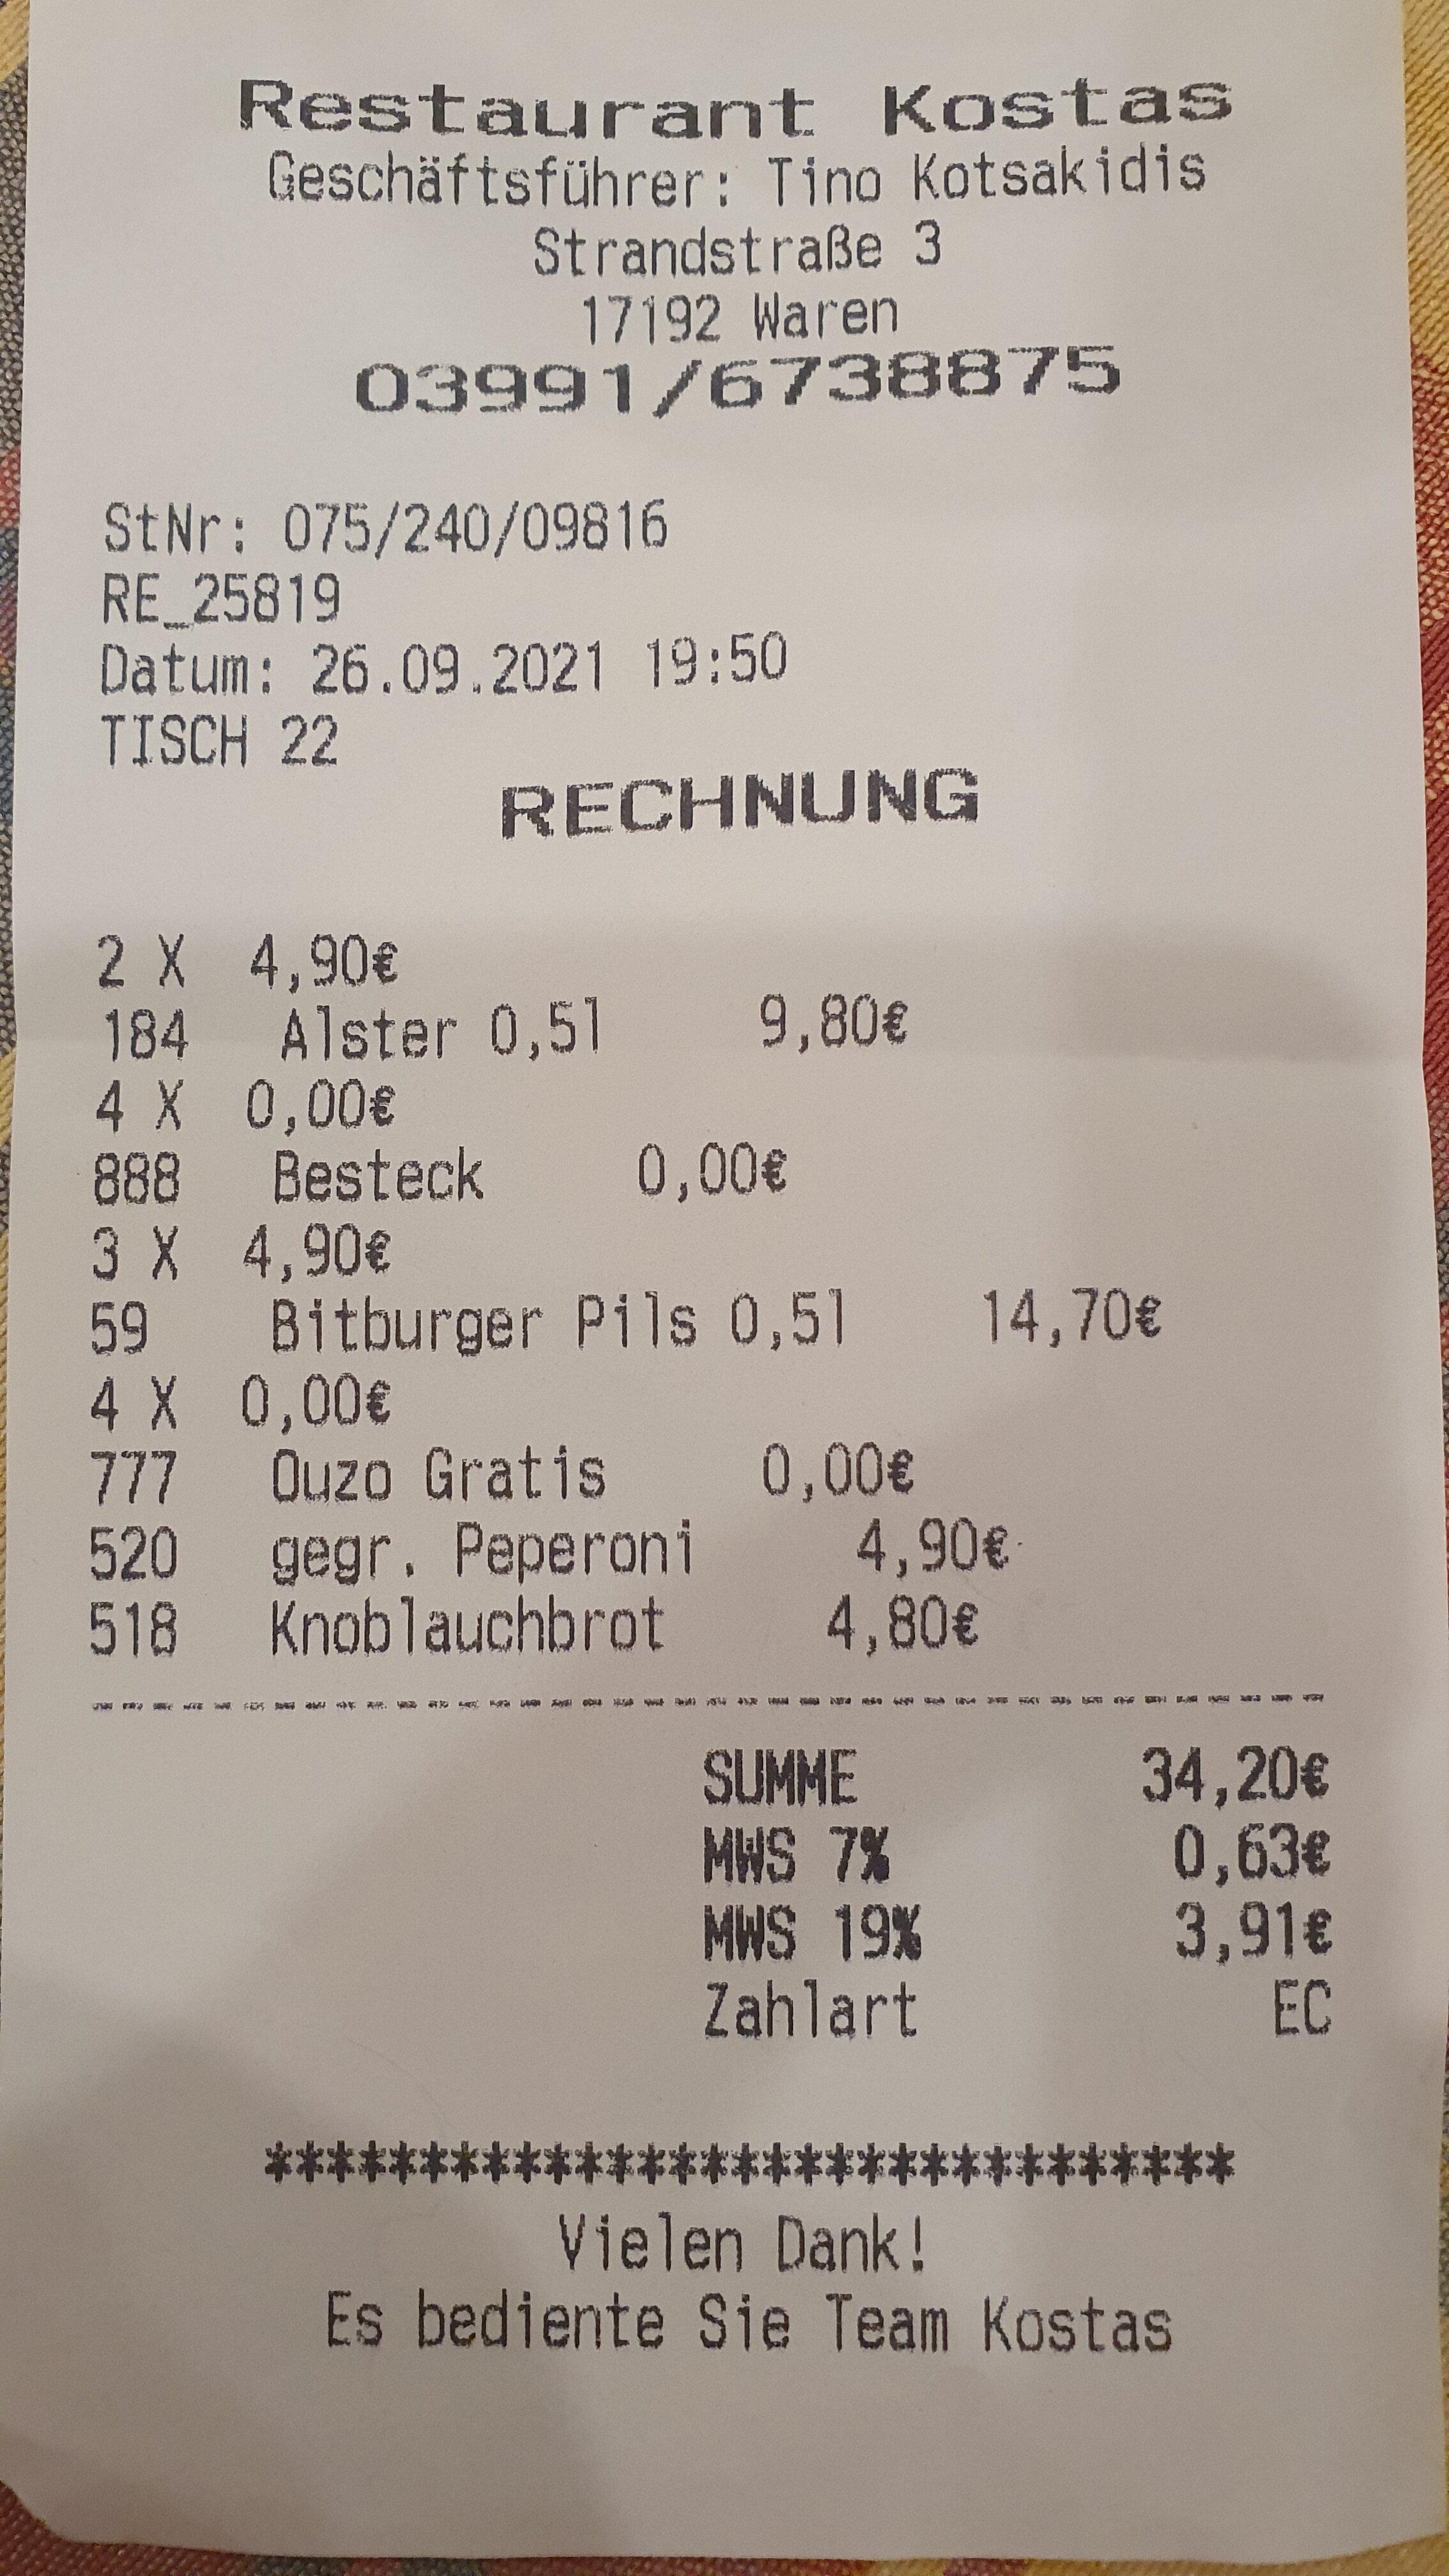 Restaurant Kostas
Geschäftsführer: Tino Kotsakidis
Strandstraße 3
17192 Waren
03991/6738875
StNr: 075/240/09816
RE_25819
Datum: 26.09.2021 19:50
TISCH 22
RECHNUNG
2 X 4,90€
184 Alster 0,5l 9,80€
4 X 0,00€
888 Besteck 0,00€
3 X 4,90€
59 Bitburger Pils 0,5l 14,70€
4 X 0,00€
777 Ouzo Gratis 0,00€
520 gegr. Peperoni 4,90€
518 Knoblauchbrot 4,80€
----------------------------------------
SUMME 34,20€
MWS 7% 0,63€
MWS 19% 3,91€
Zahlart EC
*******************************
Vielen Dank!
Es bediente Sie Team Kostas